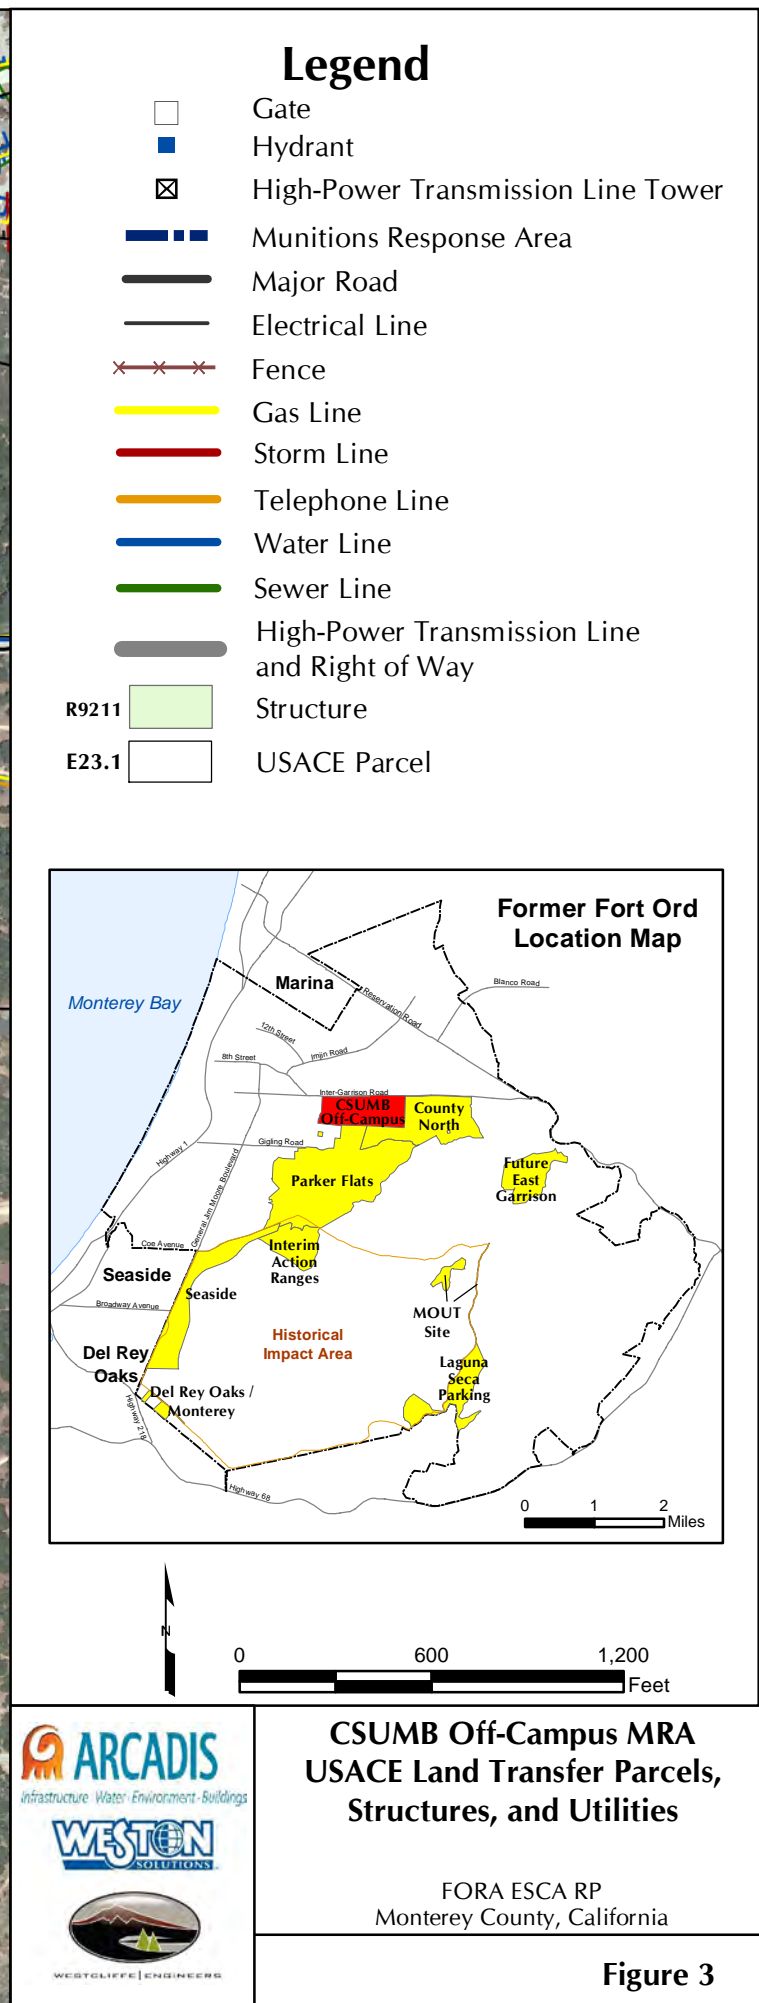 Legend
Gate
Hydrant
High-Power Transmission Line Tower
Munitions Response Area
Major Road
Electrical Line
Fence
Gas Line
Storm Line
Telephone Line
Water Line
Sewer Line
High-Power Transmission Line
and Right of Way
R9211 Structure
E23.1 USACE Parcel
Former Fort Ord
Location Map
Monterey Bay
Marina
Blanco Road
Reservation Road
12th Street
Imjin Road
8th Street
Inter-Garrison Road
CSUMB
Off-Campus
County
North
Highway 1
Gigling Road
General Jim Moore Boulevard
Parker Flats
Future
East
Garrison
Coe Avenue
Interim
Action
Ranges
Seaside
Seaside
Broadway Avenue
MOUT
Site
Historical
Impact Area
Del Rey
Oaks
Laguna
Seca
Parking
Del Rey Oaks /
Monterey
Highway 218
Highway 68
0 1 2
Miles
N
0 600 1,200
Feet
ARCADIS
Infrastructure · Water · Environment · Buildings
WESTON
SOLUTIONS
WESTCLIFFE|ENGINEERS
CSUMB Off-Campus MRA
USACE Land Transfer Parcels,
Structures, and Utilities
FORA ESCA RP
Monterey County, California
Figure 3